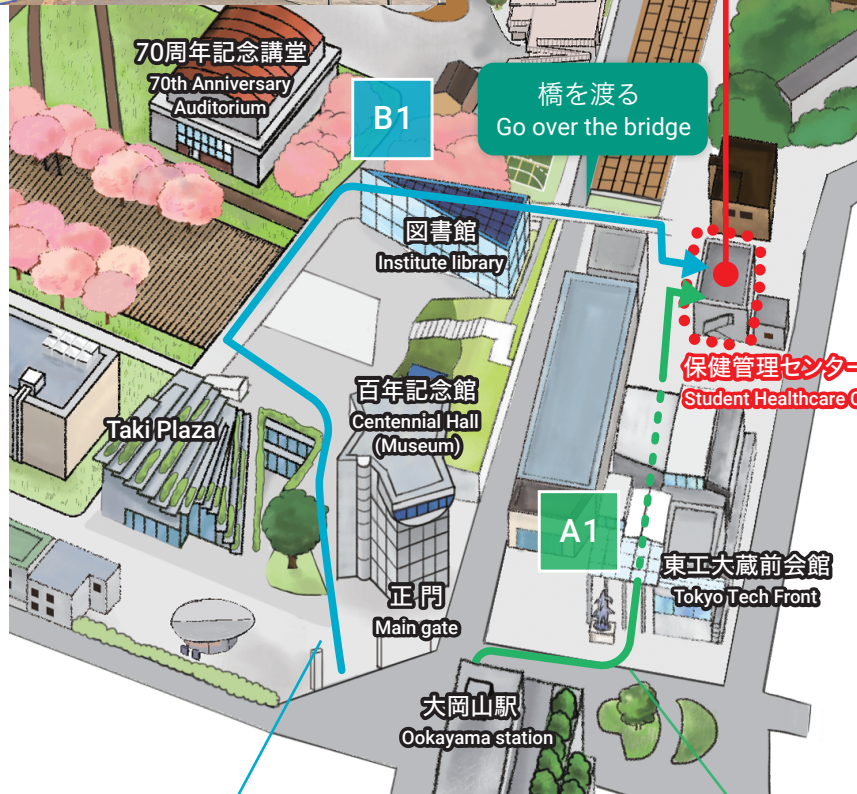 70周年記念講堂
70th Anniversary
Auditorium
B1
橋を渡る
Go over the bridge
図書館
Institute library
保健管理センター
Student Healthcare
百年記念館
Centennial Hall
(Museum)
Taki Plaza
A1
東工大蔵前会館
Tokyo Tech Front
正門
Main gate
大岡山駅
Ookayama station